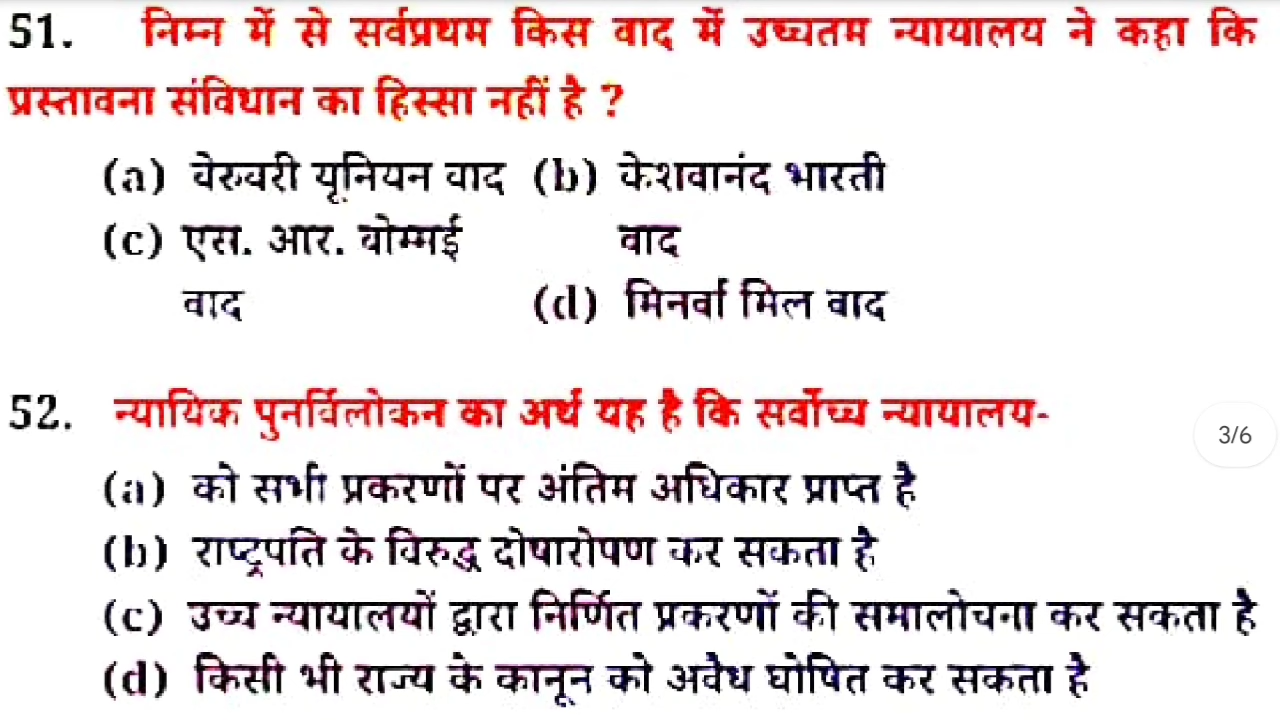 51. निम्न में से सर्वप्रथम किस वाद में उच्चतम न्यायालय ने कहा कि
प्रस्तावना संविधान का हिस्सा नहीं है ?
(a) बेरुबरी यूनियन वाद (b) केशवानंद भारती
(c) एस. आर. बोम्मई वाद
वाद (d) मिनर्वा मिल वाद
52. न्यायिक पुनर्विलोकन का अर्थ यह है कि सर्वोच्च न्यायालय-
3/6
(a) को सभी प्रकरणों पर अंतिम अधिकार प्राप्त है
(b) राष्ट्रपति के विरुद्ध दोषारोपण कर सकता है
(c) उच्च न्यायालयों द्वारा निर्णित प्रकरणों की समालोचना कर सकता है
(d) किसी भी राज्य के कानून को अवैध घोषित कर सकता है